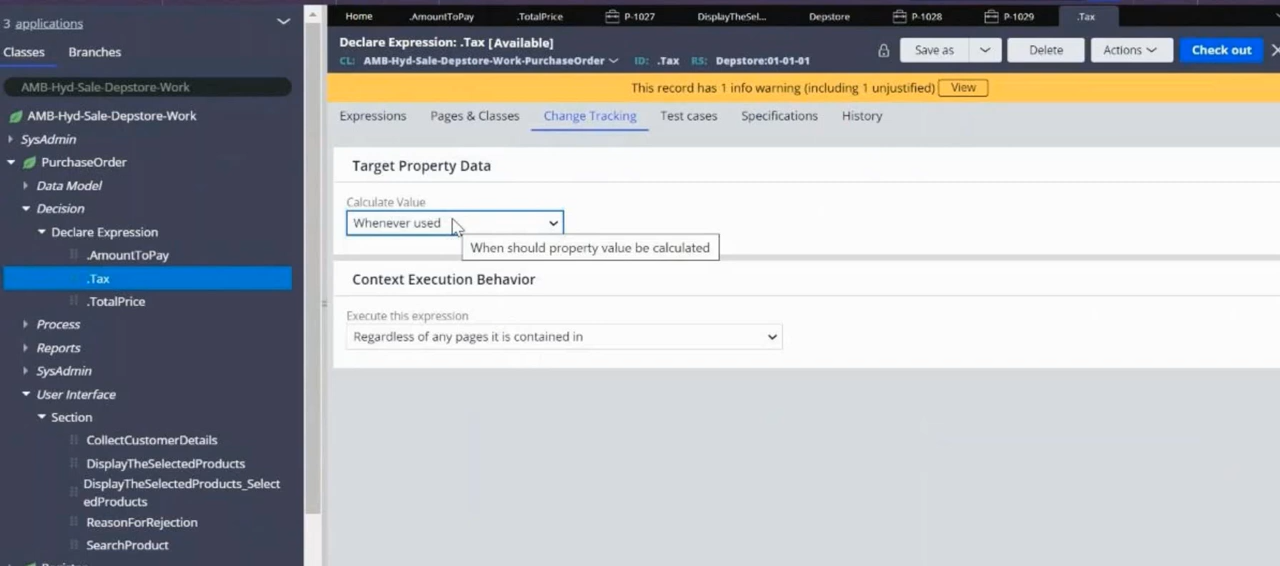 3 applications
Classes
Branches
AMB-Hyd-Sale-Depstore-Work
AMB-Hyd-Sale-Depstore-Work
SysAdmin
PurchaseOrder
Data Model
Decision
Declare Expression
.AmountToPay
.Tax
.TotalPrice
Process
Reports
SysAdmin
User Interface
Section
CollectCustomerDetails
DisplayTheSelectedProducts
DisplayTheSelectedProducts_Select
edProducts
ReasonForRejection
SearchProduct
Home .AmountToPay .TotalPrice P-1027 DisplayTheSel... Depstore P-1028 P-1029 .Tax
Declare Expression: .Tax [Available]
CL: AMB-Hyd-Sale-Depstore-Work-PurchaseOrder ID: .Tax RS: Depstore:01-01-01
Save as Delete Actions Check out
This record has 1 info warning (including 1 unjustified) View
Expressions Pages & Classes Change Tracking Test cases Specifications History
Target Property Data
Calculate Value
Whenever used
When should property value be calculated
Context Execution Behavior
Execute this expression
Regardless of any pages it is contained in